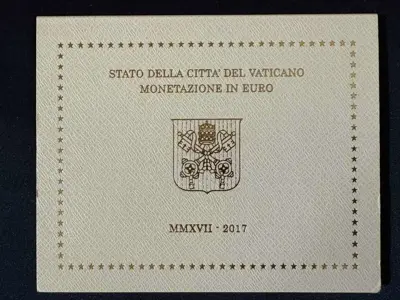 STATO DELLA CITTA' DEL VATICANO
MONETAZIONE IN EURO
MMXVII - 2017